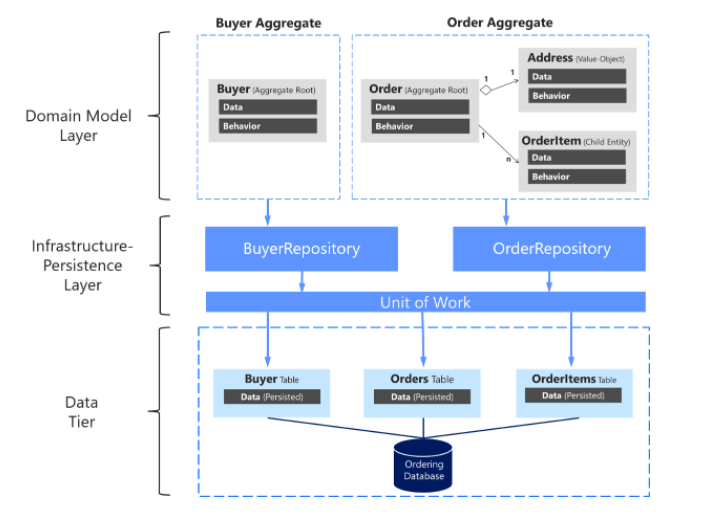 Buyer Aggregate
Order Aggregate
Domain Model
Layer
Buyer (Aggregate Root)
Data
Behavior
Order (Aggregate Root)
Data
Behavior
1
1
1
n
Address (Value-Object)
Data
Behavior
OrderItem (Child Entity)
Data
Behavior
Infrastructure-
Persistence
Layer
BuyerRepository
OrderRepository
Unit of Work
Data
Tier
Buyer Table
Data (Persisted)
Orders Table
Data (Persisted)
OrderItems Table
Data (Persisted)
Ordering
Database